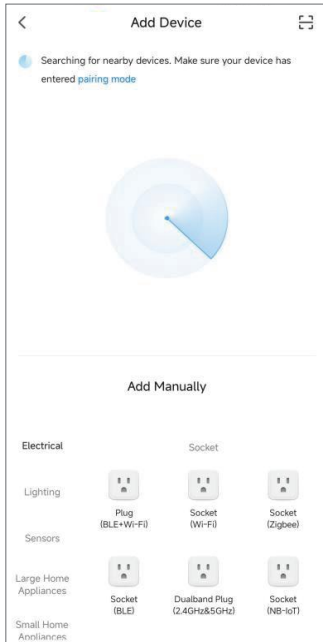 Add Device
Searching for nearby devices. Make sure your device has
entered pairing mode
Add Manually
Electrical
Socket
Lighting
Plug
(BLE+Wi-Fi)
Socket
(Wi-Fi)
Socket
(Zigbee)
Sensors
Large Home
Appliances
Socket
(BLE)
Dualband Plug
(2.4GHz&5GHz)
Socket
(NB-IoT)
Small Home
Appliances